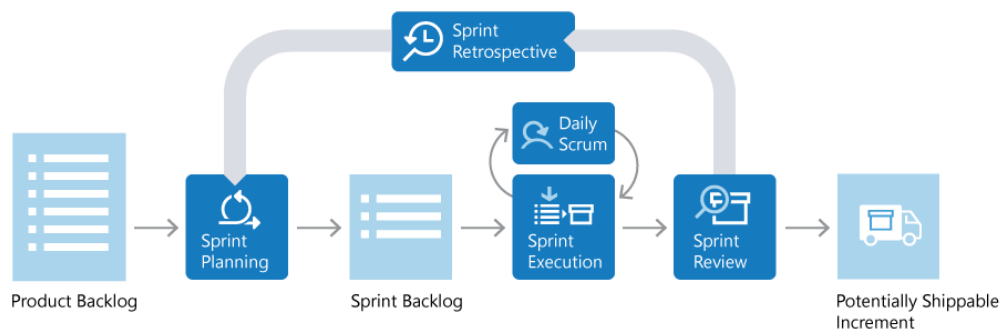 Sprint
Retrospective
Daily
Scrum
Sprint
Planning
Sprint
Execution
Sprint
Review
Product Backlog
Sprint Backlog
Potentially Shippable
Increment